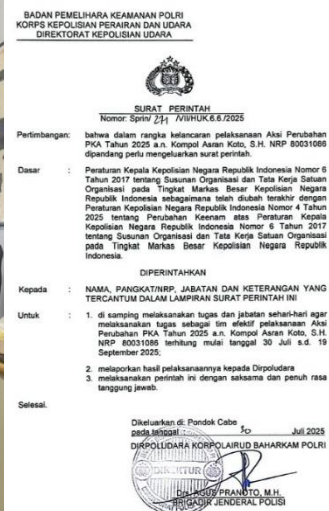 BADAN PEMELIHARA KEAMANAN POLRI
KORPS KEPOLISIAN PERAIRAN DAN UDARA
DIREKTORAT KEPOLISIAN UDARA
SURAT PERINTAH
Nomor: Sprin/ 271 /VII/HUK.6.6./2025
Pertimbangan: bahwa dalam rangka kelancaran pelaksanaan Aksi Perubahan
PKA Tahun 2025 a.n. Kompol Asran Koto, S.H. NRP 80031086
dipandang perlu mengeluarkan surat perintah.
Dasar : Peraturan Kepala Kepolisian Negara Republik Indonesia Nomor 6
Tahun 2017 tentang Susunan Organisasi dan Tata Kerja Satuan
Organisasi pada Tingkat Markas Besar Kepolisian Negara
Republik Indonesia sebagaimana telah diubah terakhir dengan
Peraturan Kepolisian Negara Republik Indonesia Nomor 4 Tahun
2025 tentang Perubahan Keenam atas Peraturan Kepala
Kepolisian Negara Republik Indonesia Nomor 6 Tahun 2017
tentang Susunan Organisasi dan Tata Kerja Satuan Organisasi
pada Tingkat Markas Besar Kepolisian Negara Republik
Indonesia.
DIPERINTAHKAN
Kepada : NAMA, PANGKAT/NRP, JABATAN DAN KETERANGAN YANG
TERCANTUM DALAM LAMPIRAN SURAT PERINTAH INI
Untuk : 1. di samping melaksanakan tugas dan jabatan sehari-hari agar
melaksanakan tugas sebagai tim efektif pelaksanaan Aksi
Perubahan PKA Tahun 2025 a.n. Kompol Asran Koto, S.H.
NRP 80031086 terhitung mulai tanggal 30 Juli s.d. 19
September 2025;
2. melaporkan hasil pelaksanaannya kepada Dirpoludara
3. melaksanakan perintah ini dengan saksama dan penuh rasa
tanggung jawab.
Selesai.
Dikeluarkan di: Pondok Cabe
pada tanggal : 30 Juli 2025
DIRPOLUDARA KORPOLAIRUD BAHARKAM POLRI
DIREKTUR
Drs. AGUS PRANOTO, M.H.
BRIGADIR JENDERAL POLISI